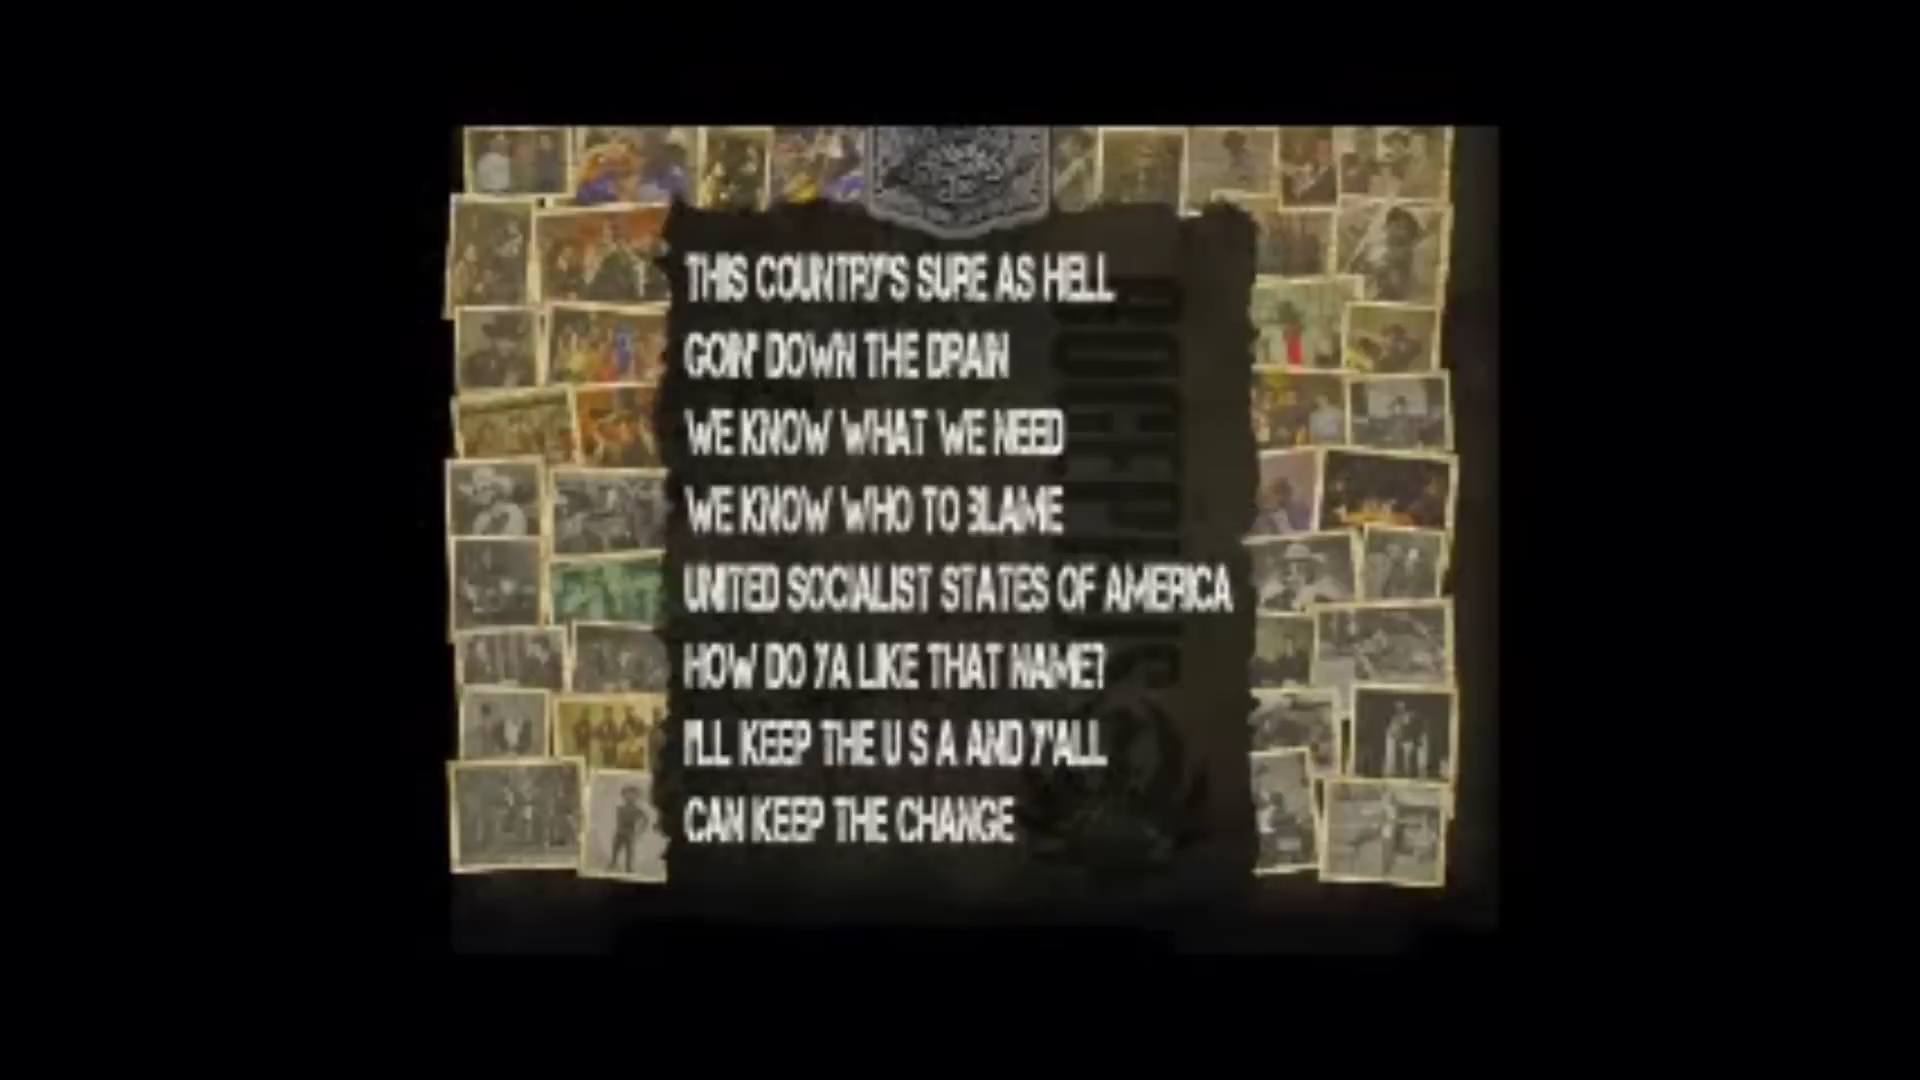 THIS COUNTRY'S SURE AS HELL
GOIN' DOWN THE DRAIN
WE KNOW WHAT WE NEED
WE KNOW WHO TO BLAME
UNITED SOCIALIST STATES OF AMERICA
HOW DO YA LIKE THAT NAME?
I'LL KEEP THE U S A AND Y'ALL
CAN KEEP THE CHANGE